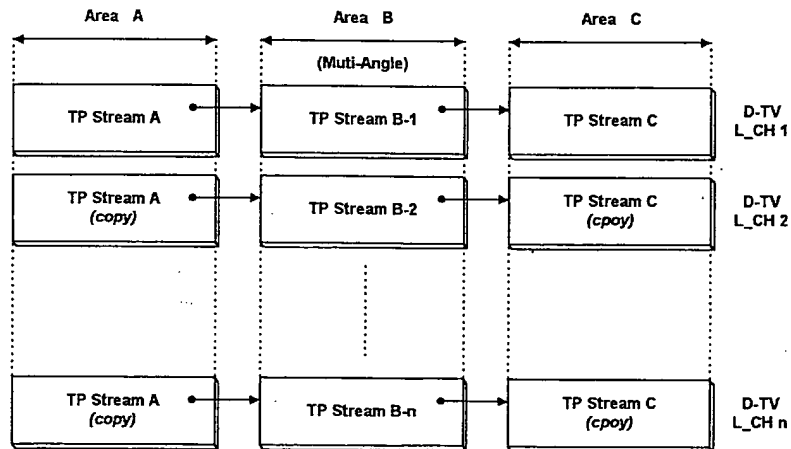 Area A
Area B
Area C
(Muti-Angle)
TP Stream A
TP Stream B-1
TP Stream C
D-TV
L_CH 1
TP Stream A
(copy)
TP Stream B-2
TP Stream C
(cpoy)
D-TV
L_CH 2
TP Stream A
(copy)
TP Stream B-n
TP Stream C
(cpoy)
D-TV
L_CH n